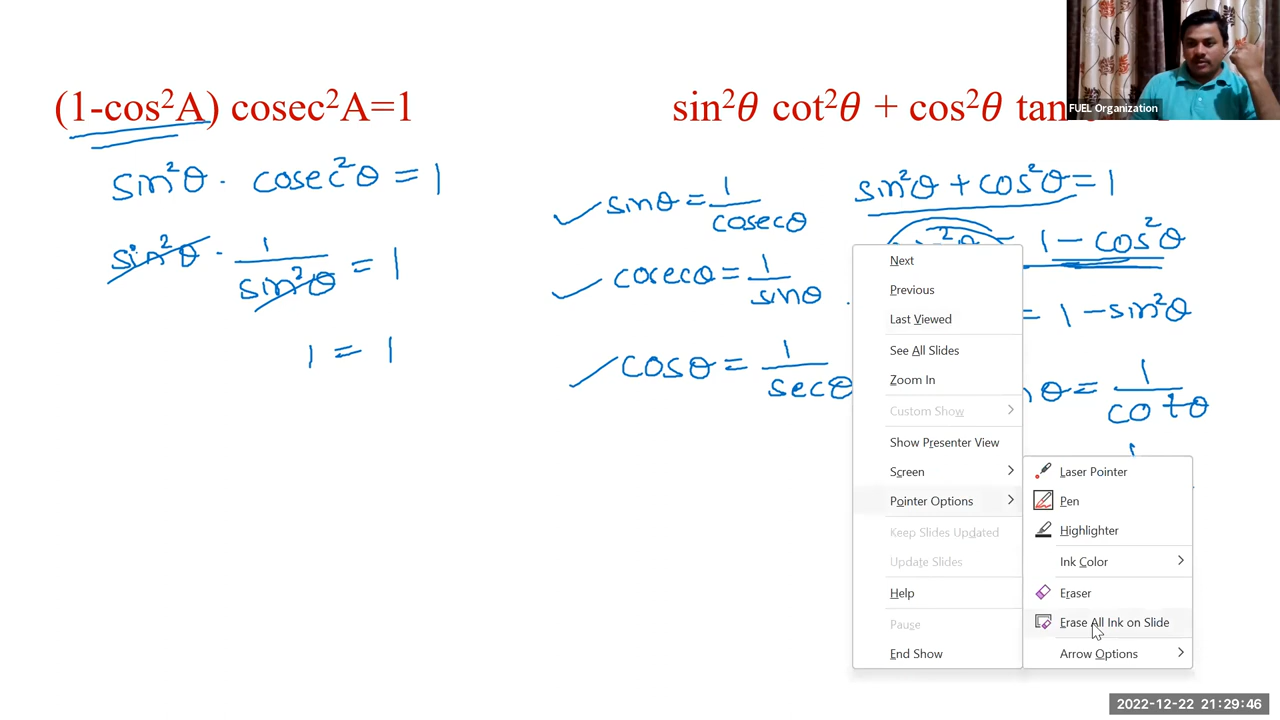 (1-cos²A) cosec²A=1
sin²θ · cosec²θ = 1
sin²θ · 1/sin²θ = 1
1 = 1
sin²θ cot²θ + cos²θ tan
sinθ = 1/cosecθ
cosecθ = 1/sinθ
cosθ = 1/secθ
sin²θ + cos²θ = 1
= 1 - cos²θ
= 1 - sin²θ
θ = 1/cotθ
FUEL Organization
Next
Previous
Last Viewed
See All Slides
Zoom In
Custom Show
Show Presenter View
Screen
Pointer Options
Keep Slides Updated
Update Slides
Help
Pause
End Show
Laser Pointer
Pen
Highlighter
Ink Color
Eraser
Erase All Ink on Slide
Arrow Options
2022-12-22 21:29:46